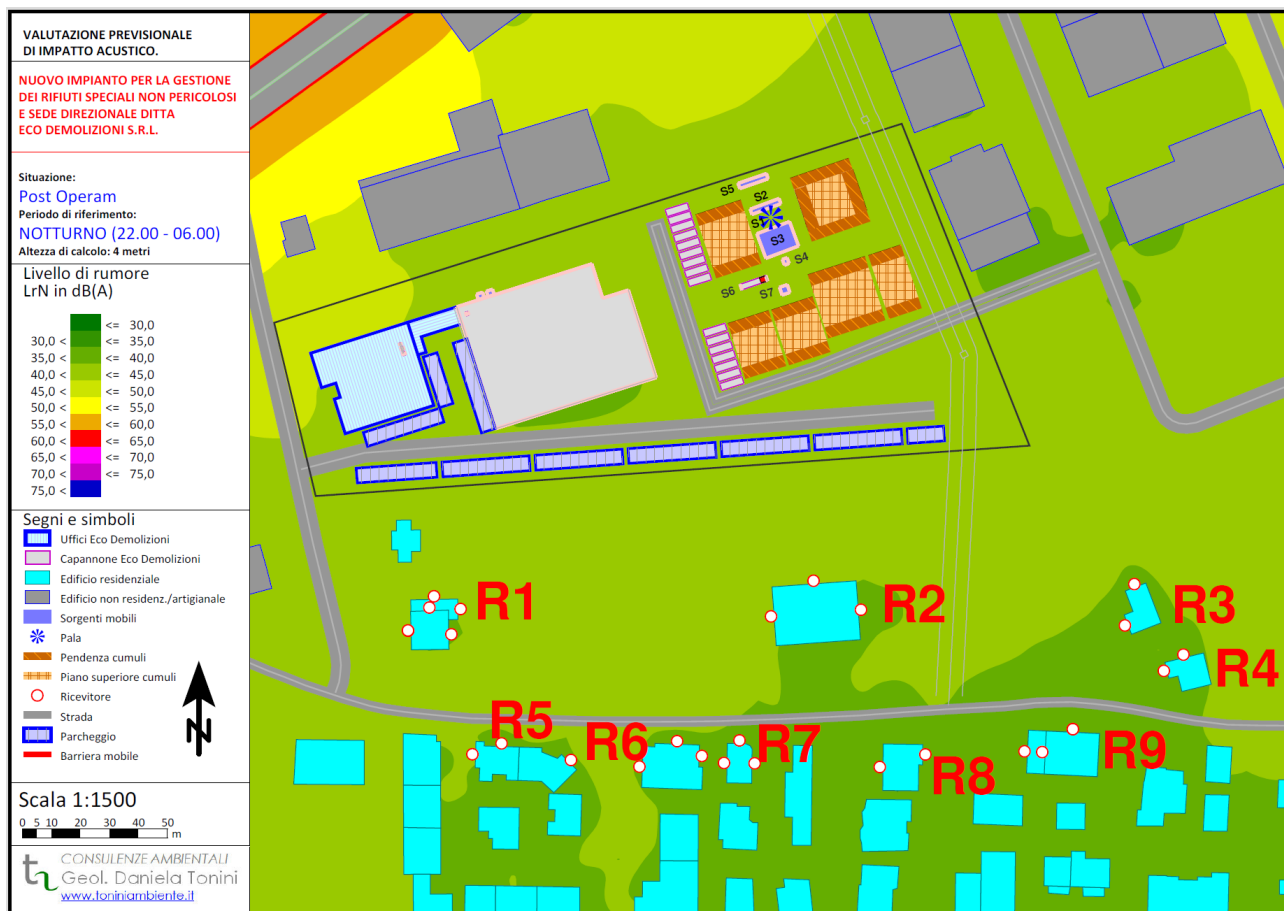 VALUTAZIONE PREVISIONALE
DI IMPATTO ACUSTICO.
NUOVO IMPIANTO PER LA GESTIONE
DEI RIFIUTI SPECIALI NON PERICOLOSI
E SEDE DIREZIONALE DITTA
ECO DEMOLIZIONI S.R.L.
Situazione:
Post Operam
Periodo di riferimento:
NOTTURNO (22.00 - 06.00)
Altezza di calcolo: 4 metri
Livello di rumore
LrN in dB(A)
<= 30,0
30,0 < <= 35,0
35,0 < <= 40,0
40,0 < <= 45,0
45,0 < <= 50,0
50,0 < <= 55,0
55,0 < <= 60,0
60,0 < <= 65,0
65,0 < <= 70,0
70,0 < <= 75,0
75,0 <
Segni e simboli
Uffici Eco Demolizioni
Capannone Eco Demolizioni
Edificio residenziale
Edificio non residenz./artigianale
Sorgenti mobili
Pala
Pendenza cumuli
Piano superiore cumuli
Ricevitore
Strada
Parcheggio
Barriera mobile
N
Scala 1:1500
0 5 10 20 30 40 50
m
CONSULENZE AMBIENTALI
Geol. Daniela Tonini
www.toniniambiente.it
S5
S2
S3
S4
S6
S7
R1
R2
R3
R4
R5
R6
R7
R8
R9